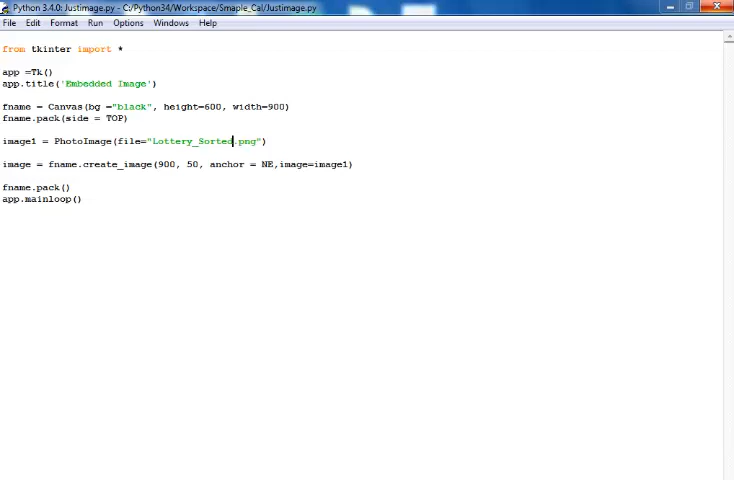 Python 3.4.0: Justimage.py - C:/Python34/Workspace/Smaple_Cal/Justimage.py
File Edit Format Run Options Windows Help
from tkinter import *
app =Tk()
app.title('Embedded Image')
fname = Canvas(bg ="black", height=600, width=900)
fname.pack(side = TOP)
image1 = PhotoImage(file="Lottery_Sorted.png")
image = fname.create_image(900, 50, anchor = NE,image=image1)
fname.pack()
app.mainloop()